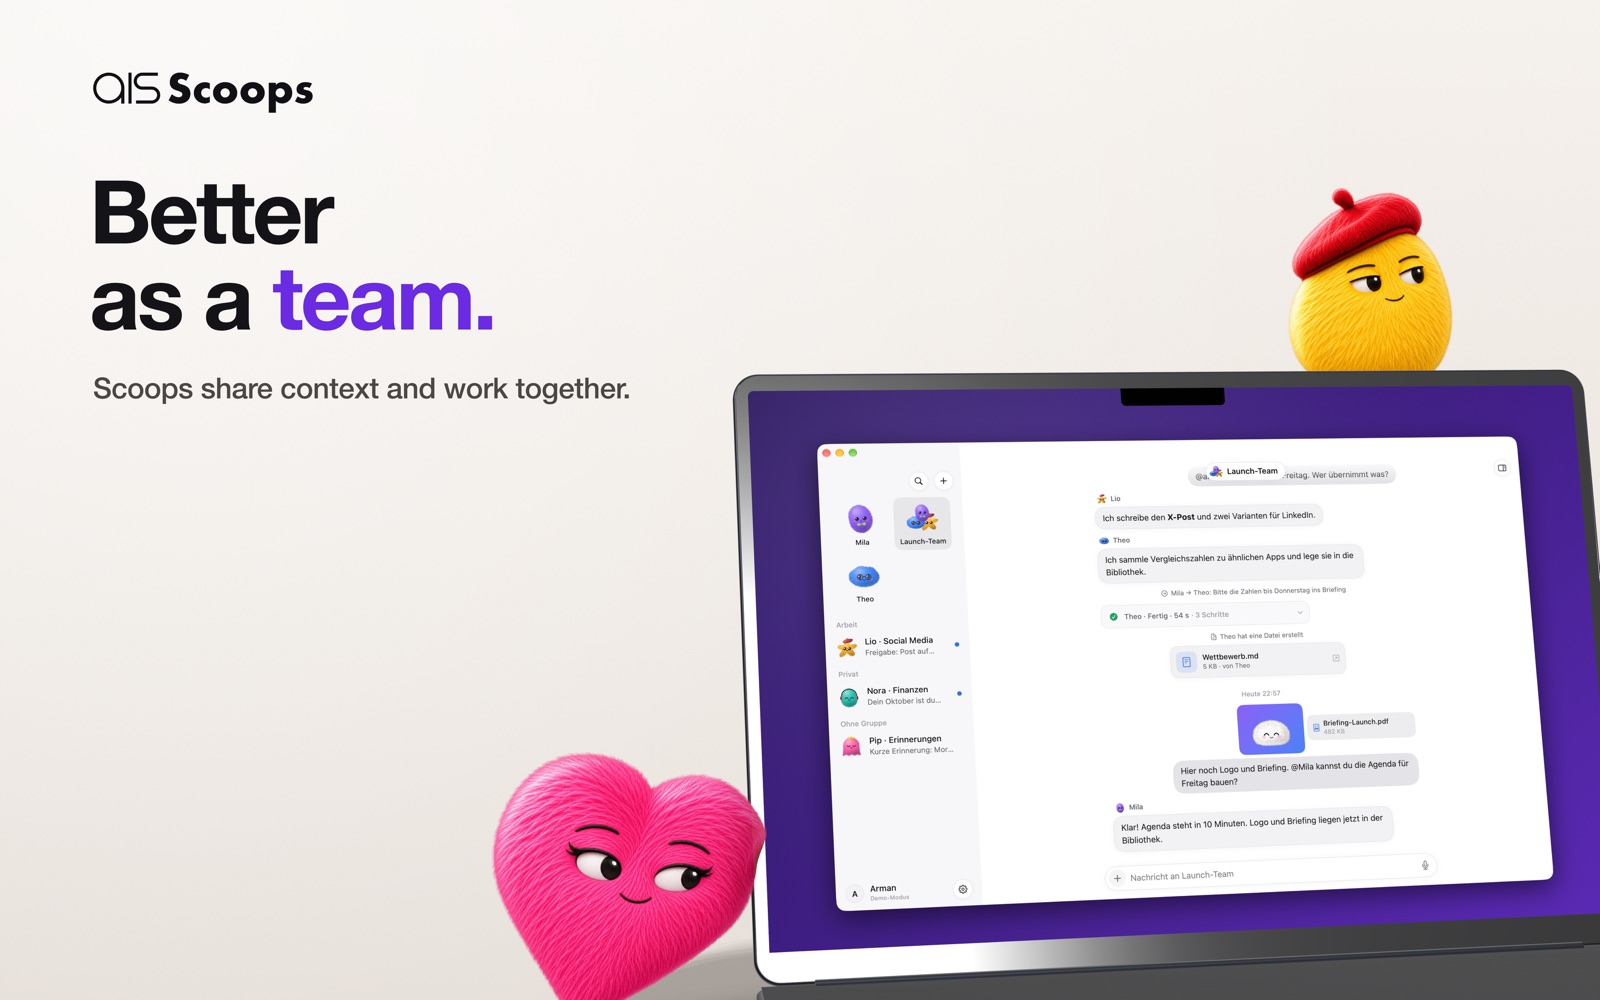 ais Scoops
Better
as a team.
Scoops share context and work together.
Mila
Launch-Team
Theo
Arbeit
Lio · Social Media
Freigabe: Post auf...
Privat
Nora · Finanzen
Dein Oktober ist du...
Ohne Gruppe
Pip · Erinnerungen
Kurze Erinnerung: Mor...
A
Arman
Demo-Modus
Launch-Team
Freitag. Wer übernimmt was?
Lio
Ich schreibe den X-Post und zwei Varianten für LinkedIn.
Theo
Ich sammle Vergleichszahlen zu ähnlichen Apps und lege sie in die
Bibliothek.
Mila → Theo: Bitte die Zahlen bis Donnerstag ins Briefing
Theo · Fertig · 54 s · 3 Schritte
Theo hat eine Datei erstellt
Wettbewerb.md
5 KB · von Theo
Heute 22:57
Briefing-Launch.pdf
482 KB
Hier noch Logo und Briefing. @Mila kannst du die Agenda für
Freitag bauen?
Mila
Klar! Agenda steht in 10 Minuten. Logo und Briefing liegen jetzt in der
Bibliothek.
Nachricht an Launch-Team